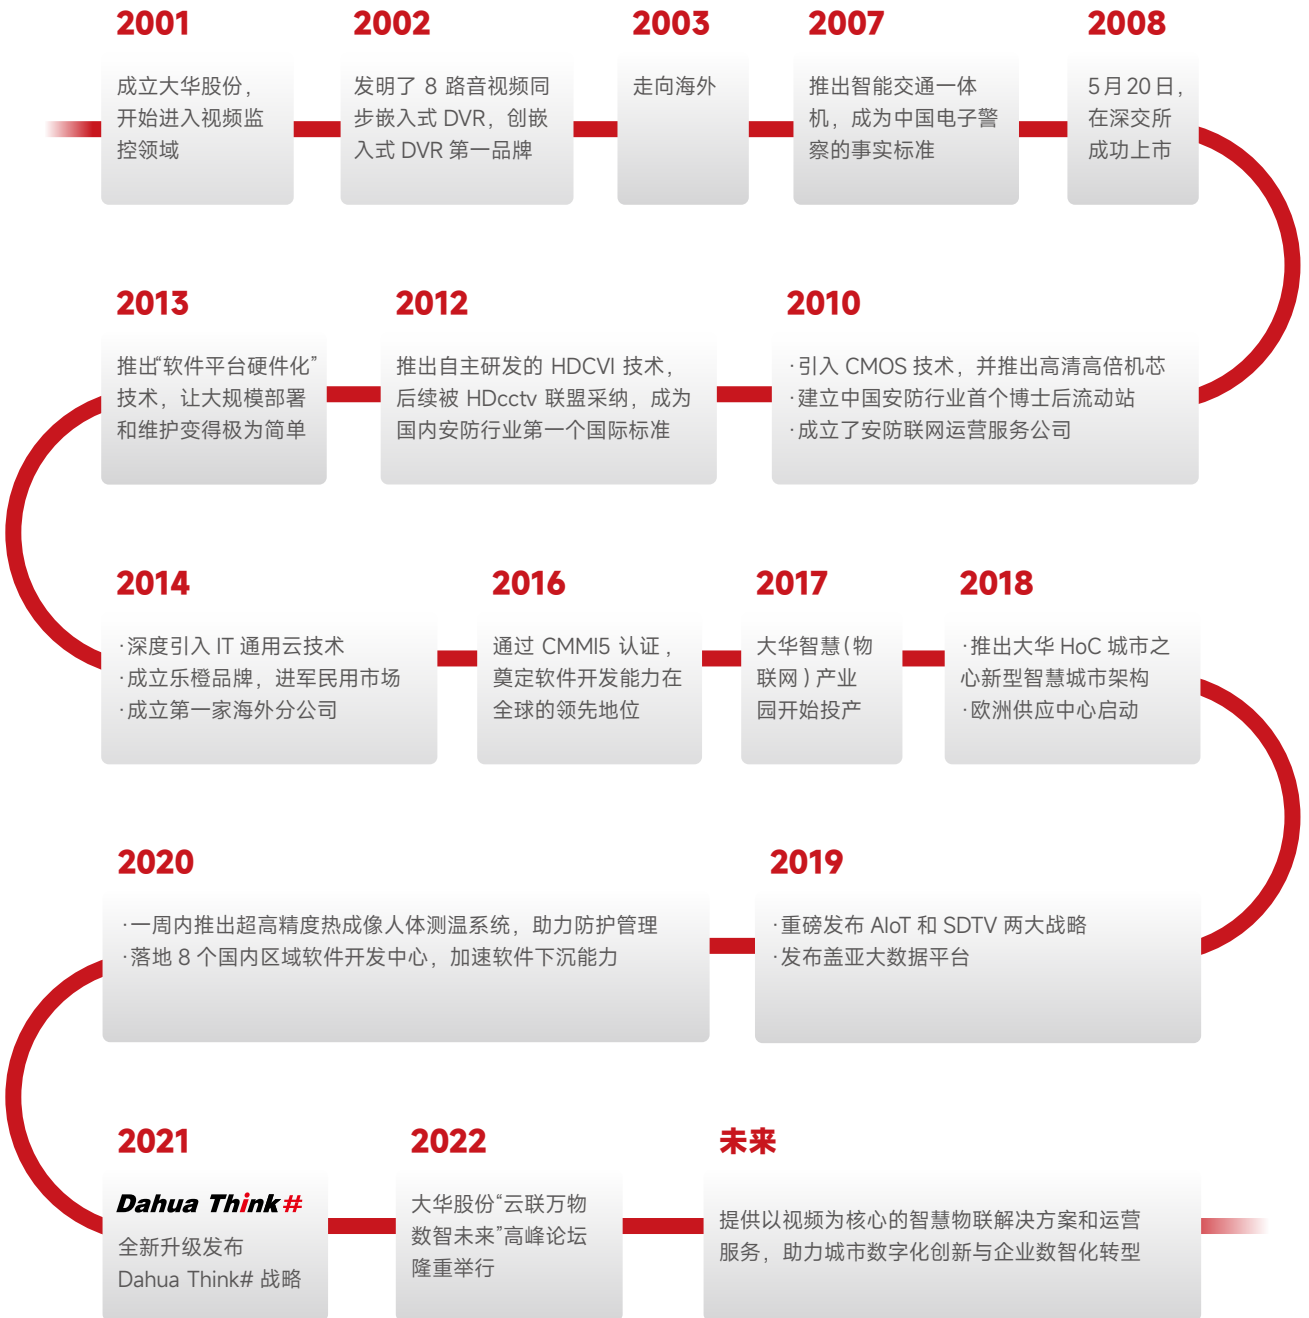 2001
成立大华股份，
开始进入视频监
控领域
2002
发明了 8 路音视频同
步嵌入式 DVR，创嵌
入式 DVR 第一品牌
2003
走向海外
2007
推出智能交通一体
机，成为中国电子警
察的事实标准
2008
5月20日，
在深交所
成功上市
2010
·引入 CMOS 技术，并推出高清高倍机芯
·建立中国安防行业首个博士后流动站
·成立了安防联网运营服务公司
2012
推出自主研发的 HDCVI 技术，
后续被 HDcctv 联盟采纳，成为
国内安防行业第一个国际标准
2013
推出“软件平台硬件化”
技术，让大规模部署
和维护变得极为简单
2014
·深度引入 IT 通用云技术
·成立乐橙品牌，进军民用市场
·成立第一家海外分公司
2016
通过 CMMI5 认证，
奠定软件开发能力在
全球的领先地位
2017
大华智慧(物
联网)产业
园开始投产
2018
·推出大华 HoC 城市之
心新型智慧城市架构
·欧洲供应中心启动
2019
·重磅发布 AIoT 和 SDTV 两大战略
·发布盖亚大数据平台
2020
·一周内推出超高精度热成像人体测温系统，助力防护管理
·落地 8 个国内区域软件开发中心，加速软件下沉能力
2021
Dahua Think#
全新升级发布
Dahua Think# 战略
2022
大华股份“云联万物
数智未来”高峰论坛
隆重举行
未来
提供以视频为核心的智慧物联解决方案和运营
服务，助力城市数字化创新与企业数智化转型